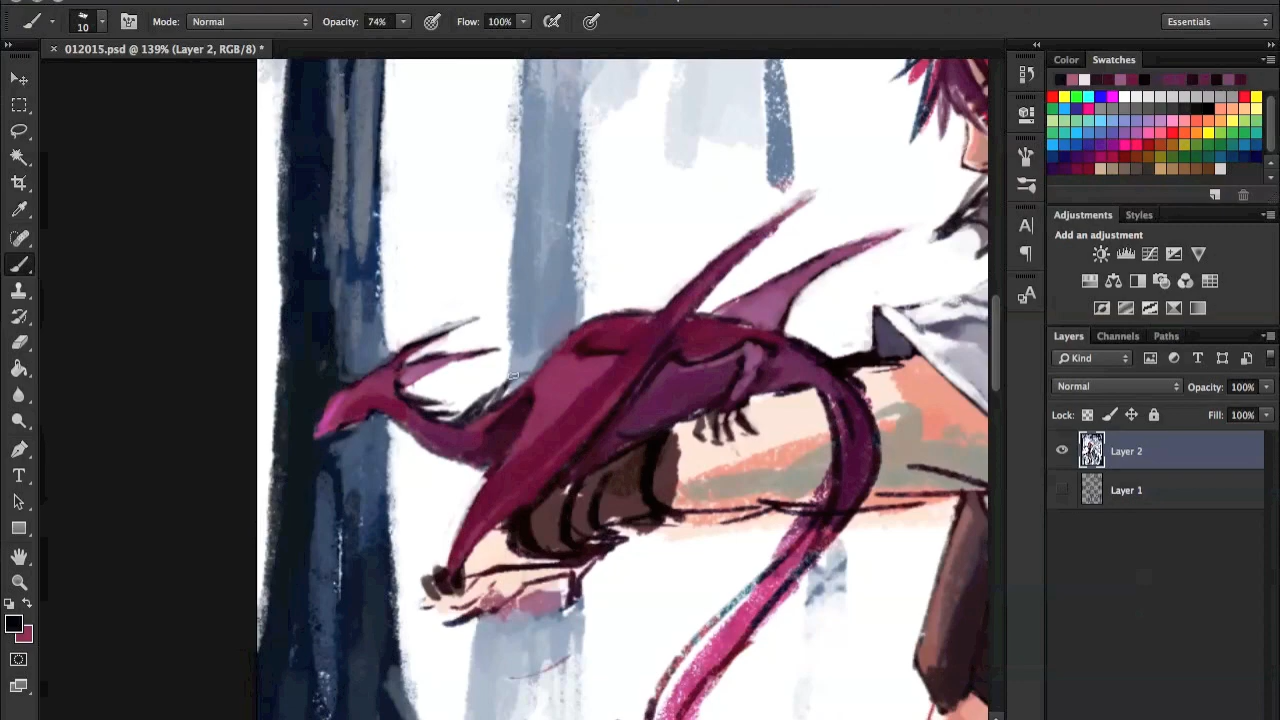 10 Mode: Normal Opacity: 74% Flow: 100% Essentials
× 012015.psd @ 139% (Layer 2, RGB/8) *
Color Swatches
Adjustments Styles
Add an adjustment
Layers Channels Paths
Kind
Normal Opacity: 100%
Lock: Fill: 100%
Layer 2
Layer 1